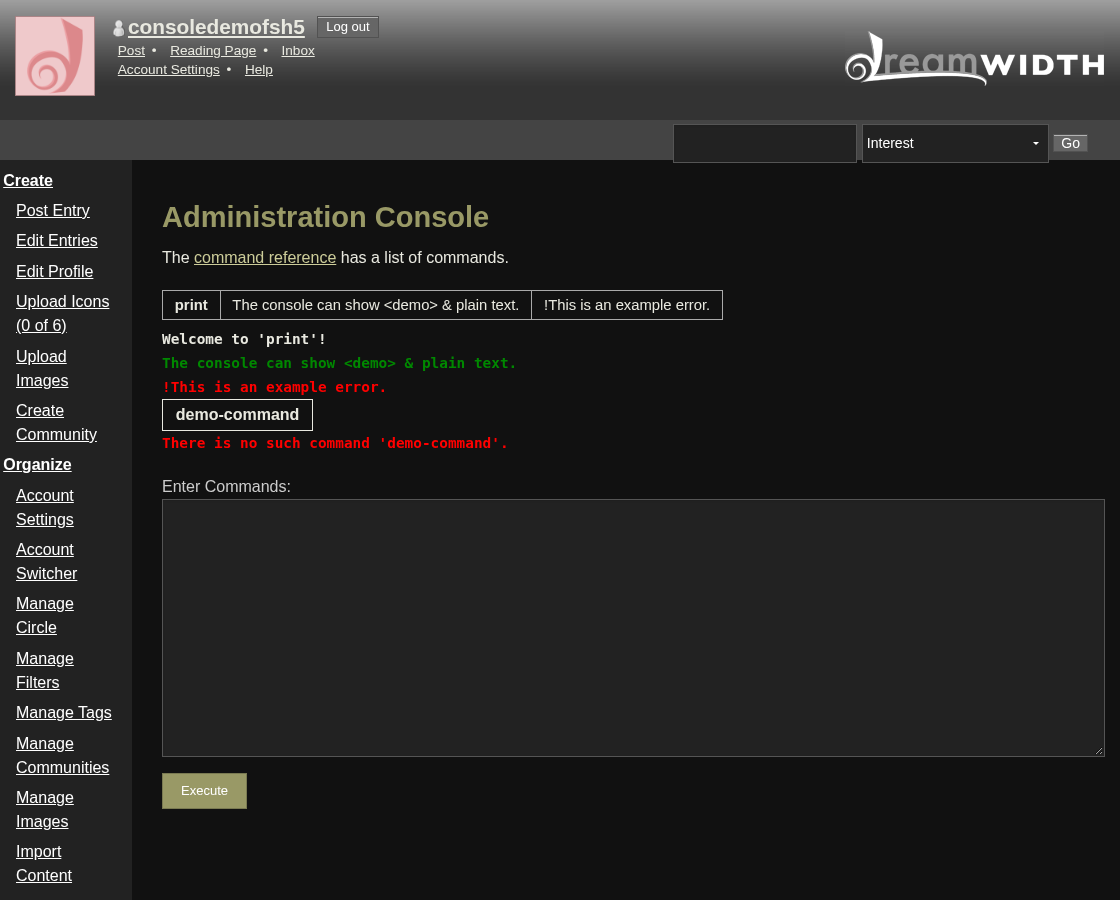 consoledemofsh5 Log out
Post • Reading Page • Inbox
Account Settings • Help
dreamwidth
Interest Go
Create
Post Entry
Edit Entries
Edit Profile
Upload Icons
(0 of 6)
Upload
Images
Create
Community
Organize
Account
Settings
Account
Switcher
Manage
Circle
Manage
Filters
Manage Tags
Manage
Communities
Manage
Images
Import
Content
Administration Console
The command reference has a list of commands.
print The console can show <demo> & plain text. !This is an example error.
Welcome to 'print'!
The console can show <demo> & plain text.
!This is an example error.
demo-command
There is no such command 'demo-command'.
Enter Commands:
Execute